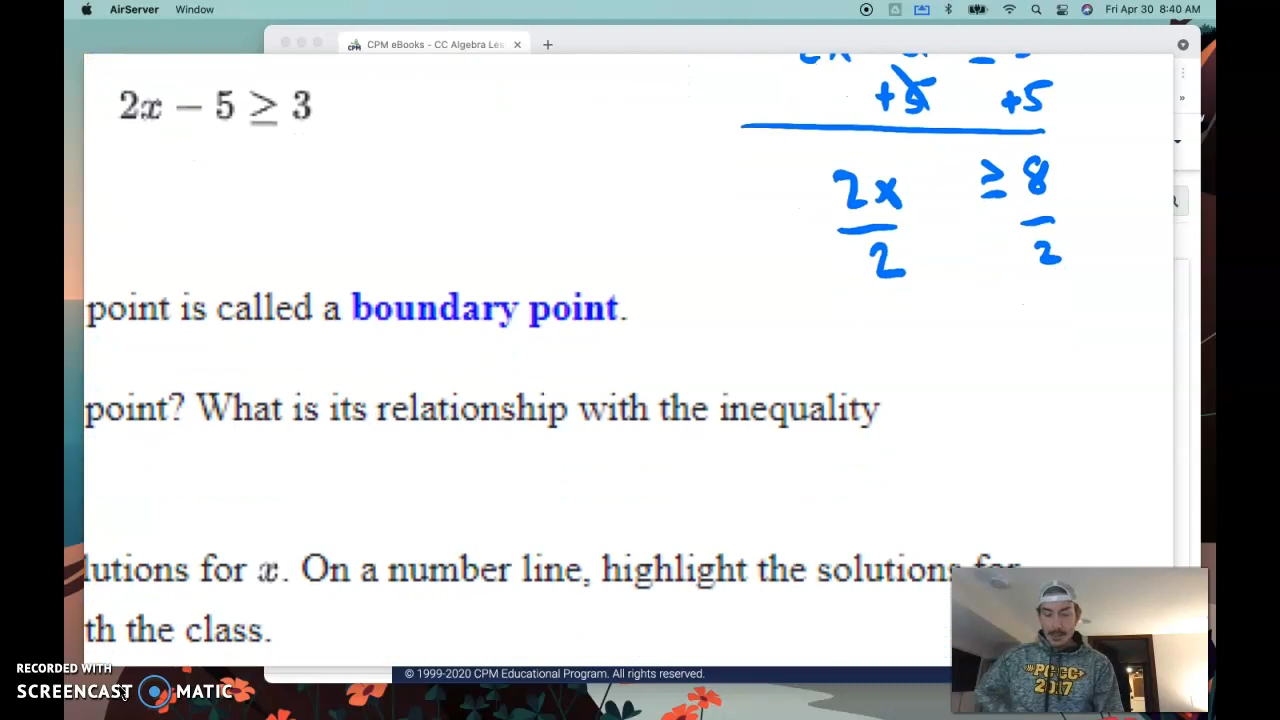 AirServer Window Fri Apr 30 8:40 AM
CPM eBooks - CC Algebra Les
2x − 5 ≥ 3
+5 +5
2x ≥ 8
2 2
point is called a boundary point.
point? What is its relationship with the inequality
lutions for x. On a number line, highlight the solutions for
th the class.
© 1999-2020 CPM Educational Program. All rights reserved.
RECORDED WITH
SCREENCAST MATIC
2017